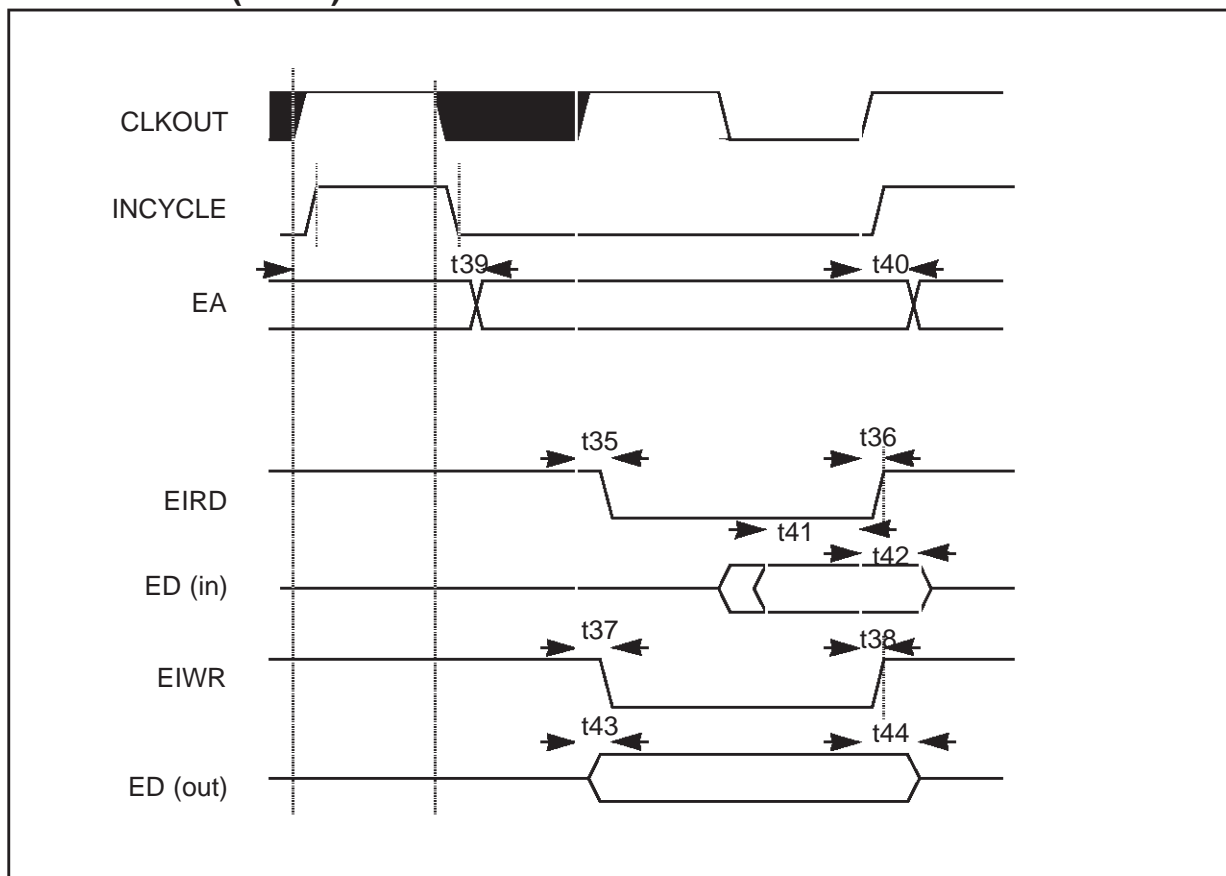 CLKOUT
INCYCLE
t39 t40
EA
t35 t36
EIRD
t41
t42
ED (in)
t37 t38
EIWR
t43 t44
ED (out)